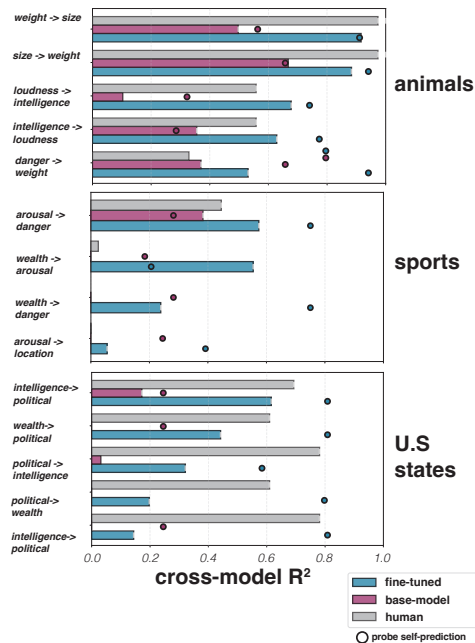 weight -> size
size -> weight
animals
loudness ->
intelligence
intelligence ->
loudness
danger ->
weight
arousal ->
danger
wealth ->
arousal
sports
wealth ->
danger
arousal ->
location
intelligence->
political
wealth->
political
U.S
states
political ->
intelligence
political->
wealth
intelligence->
political
0.0 0.2 0.4 0.6 0.8 1.0
cross-model R²
fine-tuned
base-model
human
probe self-prediction